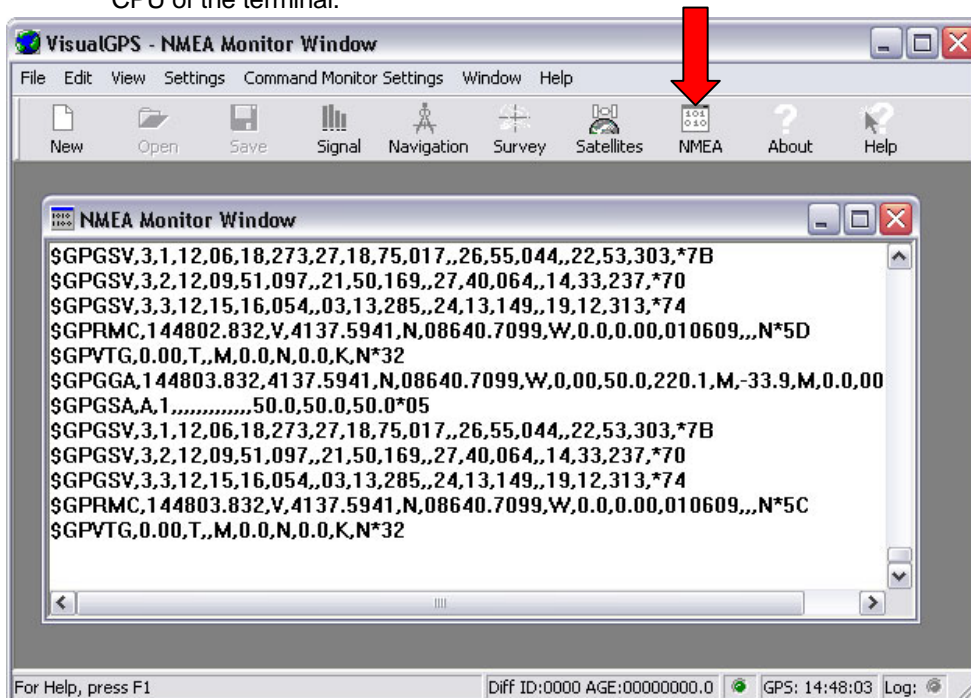 CPU of the terminal.
VisualGPS - NMEA Monitor Window
File Edit View Settings Command Monitor Settings Window Help
New Open Save Signal Navigation Survey Satellites NMEA About Help
NMEA Monitor Window
$GPGSV,3,1,12,06,18,273,27,18,75,017,,26,55,044,,22,53,303,*7B
$GPGSV,3,2,12,09,51,097,,21,50,169,,27,40,064,,14,33,237,*70
$GPGSV,3,3,12,15,16,054,,03,13,285,,24,13,149,,19,12,313,*74
$GPRMC,144802.832,V,4137.5941,N,08640.7099,W,0.0,0.00,010609,,,N*5D
$GPVTG,0.00,T,,M,0.0,N,0.0,K,N*32
$GPGGA,144803.832,4137.5941,N,08640.7099,W,0,00,50.0,220.1,M,-33.9,M,0.0,00
$GPGSA,A,1,,,,,,,,,,,,,50.0,50.0,50.0*05
$GPGSV,3,1,12,06,18,273,27,18,75,017,,26,55,044,,22,53,303,*7B
$GPGSV,3,2,12,09,51,097,,21,50,169,,27,40,064,,14,33,237,*70
$GPGSV,3,3,12,15,16,054,,03,13,285,,24,13,149,,19,12,313,*74
$GPRMC,144803.832,V,4137.5941,N,08640.7099,W,0.0,0.00,010609,,,N*5C
$GPVTG,0.00,T,,M,0.0,N,0.0,K,N*32
For Help, press F1 Diff ID:0000 AGE:00000000.0 GPS: 14:48:03 Log: